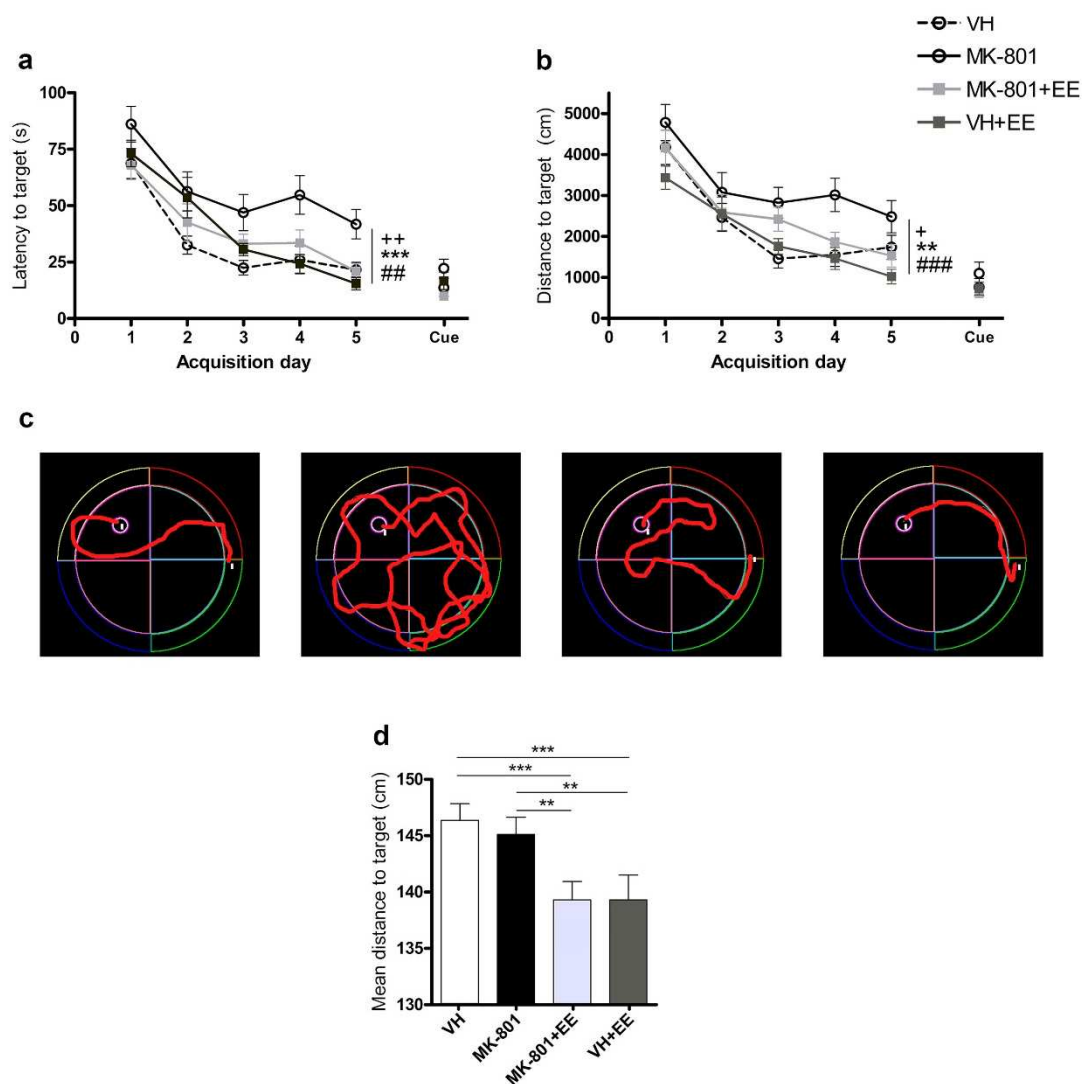 VH
MK-801
MK-801+EE
VH+EE
a
Latency to target (s)
100
75
50
25
0
0 1 2 3 4 5 Cue
Acquisition day
++
***
##
b
Distance to target (cm)
5000
4000
3000
2000
1000
0
0 1 2 3 4 5 Cue
Acquisition day
+
**
###
c
d
Mean distance to target (cm)
150
145
140
135
130
***
***
**
**
VH MK-801 MK-801+EE VH+EE